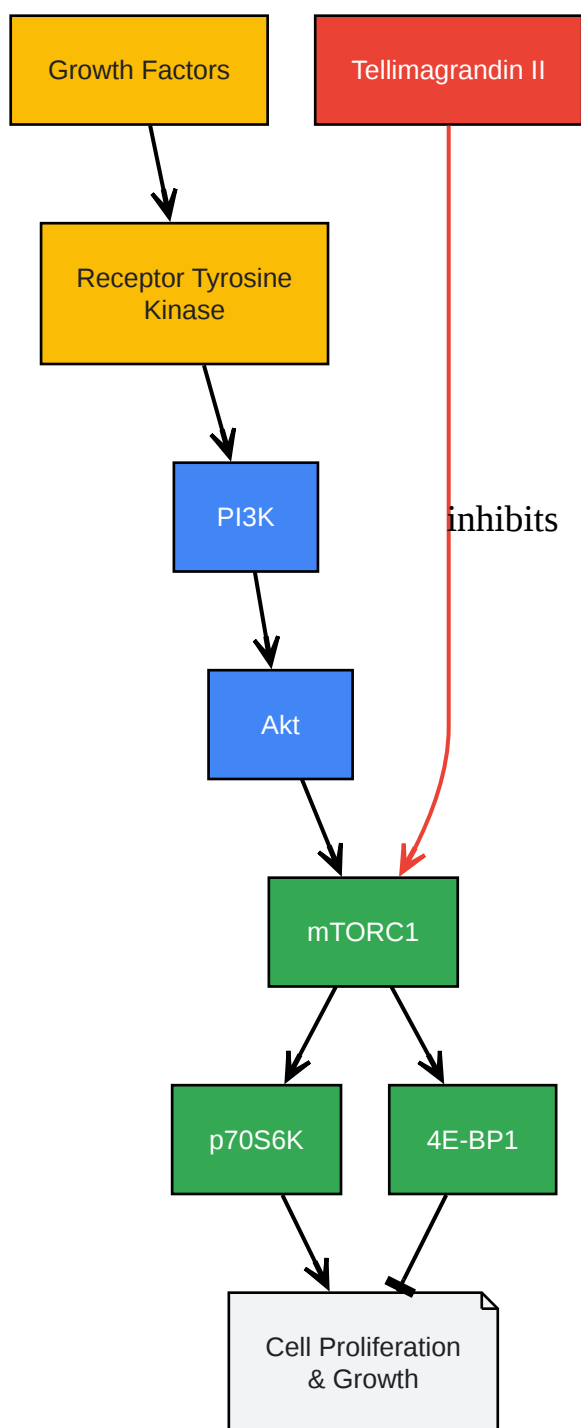 Growth Factors
Tellimagrandin II
Receptor Tyrosine
Kinase
PI3K
inhibits
Akt
mTORC1
p70S6K
4E-BP1
Cell Proliferation
& Growth